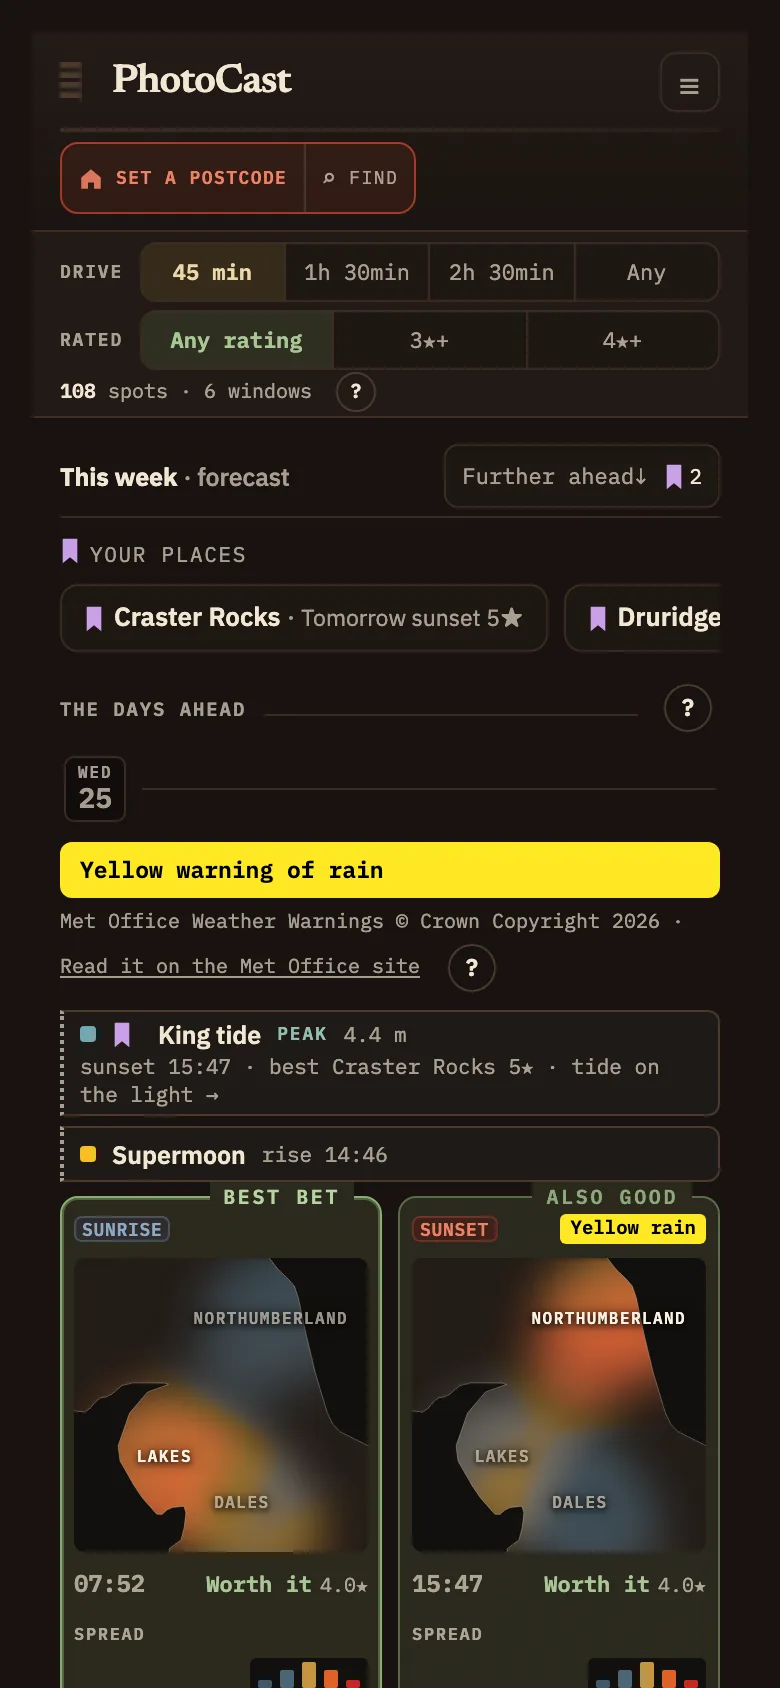 PhotoCast
SET A POSTCODE
FIND
DRIVE 45 min 1h 30min 2h 30min Any
RATED Any rating 3★+ 4★+
108 spots · 6 windows ?
This week · forecast
Further ahead↓ 2
YOUR PLACES
Craster Rocks · Tomorrow sunset 5★
Druridge
THE DAYS AHEAD ?
WED
25
Yellow warning of rain
Met Office Weather Warnings © Crown Copyright 2026 ·
Read it on the Met Office site ?
King tide PEAK 4.4 m
sunset 15:47 · best Craster Rocks 5★ · tide on
the light →
Supermoon rise 14:46
BEST BET
SUNRISE
NORTHUMBERLAND
LAKES
DALES
07:52 Worth it 4.0★
SPREAD
ALSO GOOD
SUNSET Yellow rain
NORTHUMBERLAND
LAKES
DALES
15:47 Worth it 4.0★
SPREAD